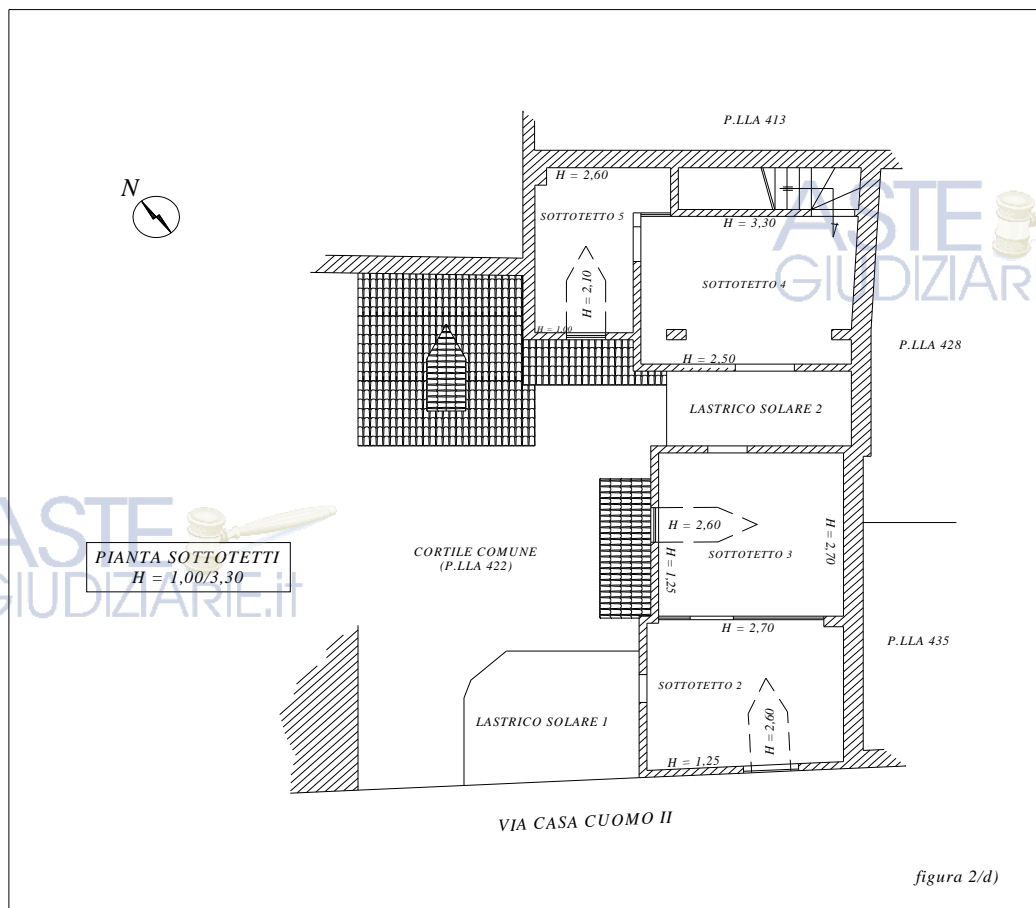 P.LLA 413
N
H = 2,60
SOTTOTETTO 5
H = 3,30
ASTE
GIUDIZIAR
H = 2,10
SOTTOTETTO 4
H = 1,00
P.LLA 428
H = 2,50
LASTRICO SOLARE 2
ASTE
GIUDIZIARIE.it
PIANTA SOTTOTETTI
H = 1,00/3,30
CORTILE COMUNE
(P.LLA 422)
H = 2,60
SOTTOTETTO 3
H = 1,25
H = 2,70
H = 2,70
P.LLA 435
SOTTOTETTO 2
LASTRICO SOLARE 1
H = 2,60
H = 1,25
VIA CASA CUOMO II
figura 2/d)